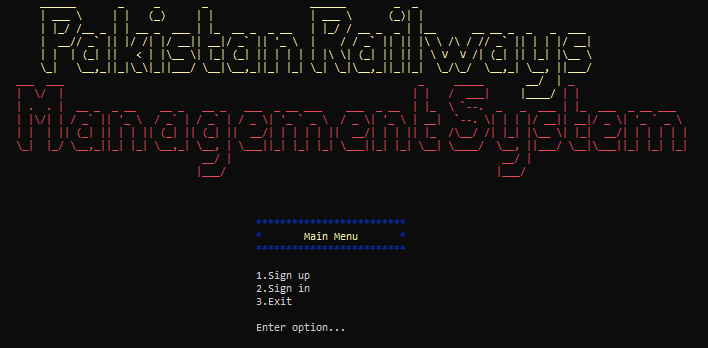 Pakistan Railways
Management System
*************************
* Main Menu *
*************************
1.Sign up
2.Sign in
3.Exit
Enter option...